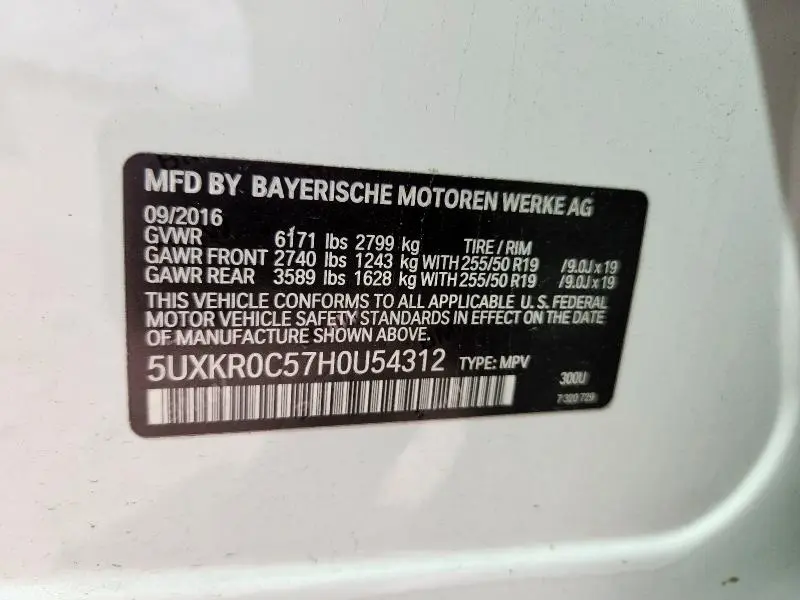 MFD BY BAYERISCHE MOTOREN WERKE AG
09/2016
GVWR 6171 lbs 2799 kg TIRE / RIM
GAWR FRONT 2740 lbs 1243 kg WITH 255/50 R19 /9.0J x 19
GAWR REAR 3589 lbs 1628 kg WITH 255/50 R19 /9.0J x 19
THIS VEHICLE CONFORMS TO ALL APPLICABLE U.S. FEDERAL
MOTOR VEHICLE SAFETY STANDARDS IN EFFECT ON THE DATE
OF MANUFACTURE SHOWN ABOVE.
5UXKR0C57H0U54312 TYPE: MPV
300U
7 320 729